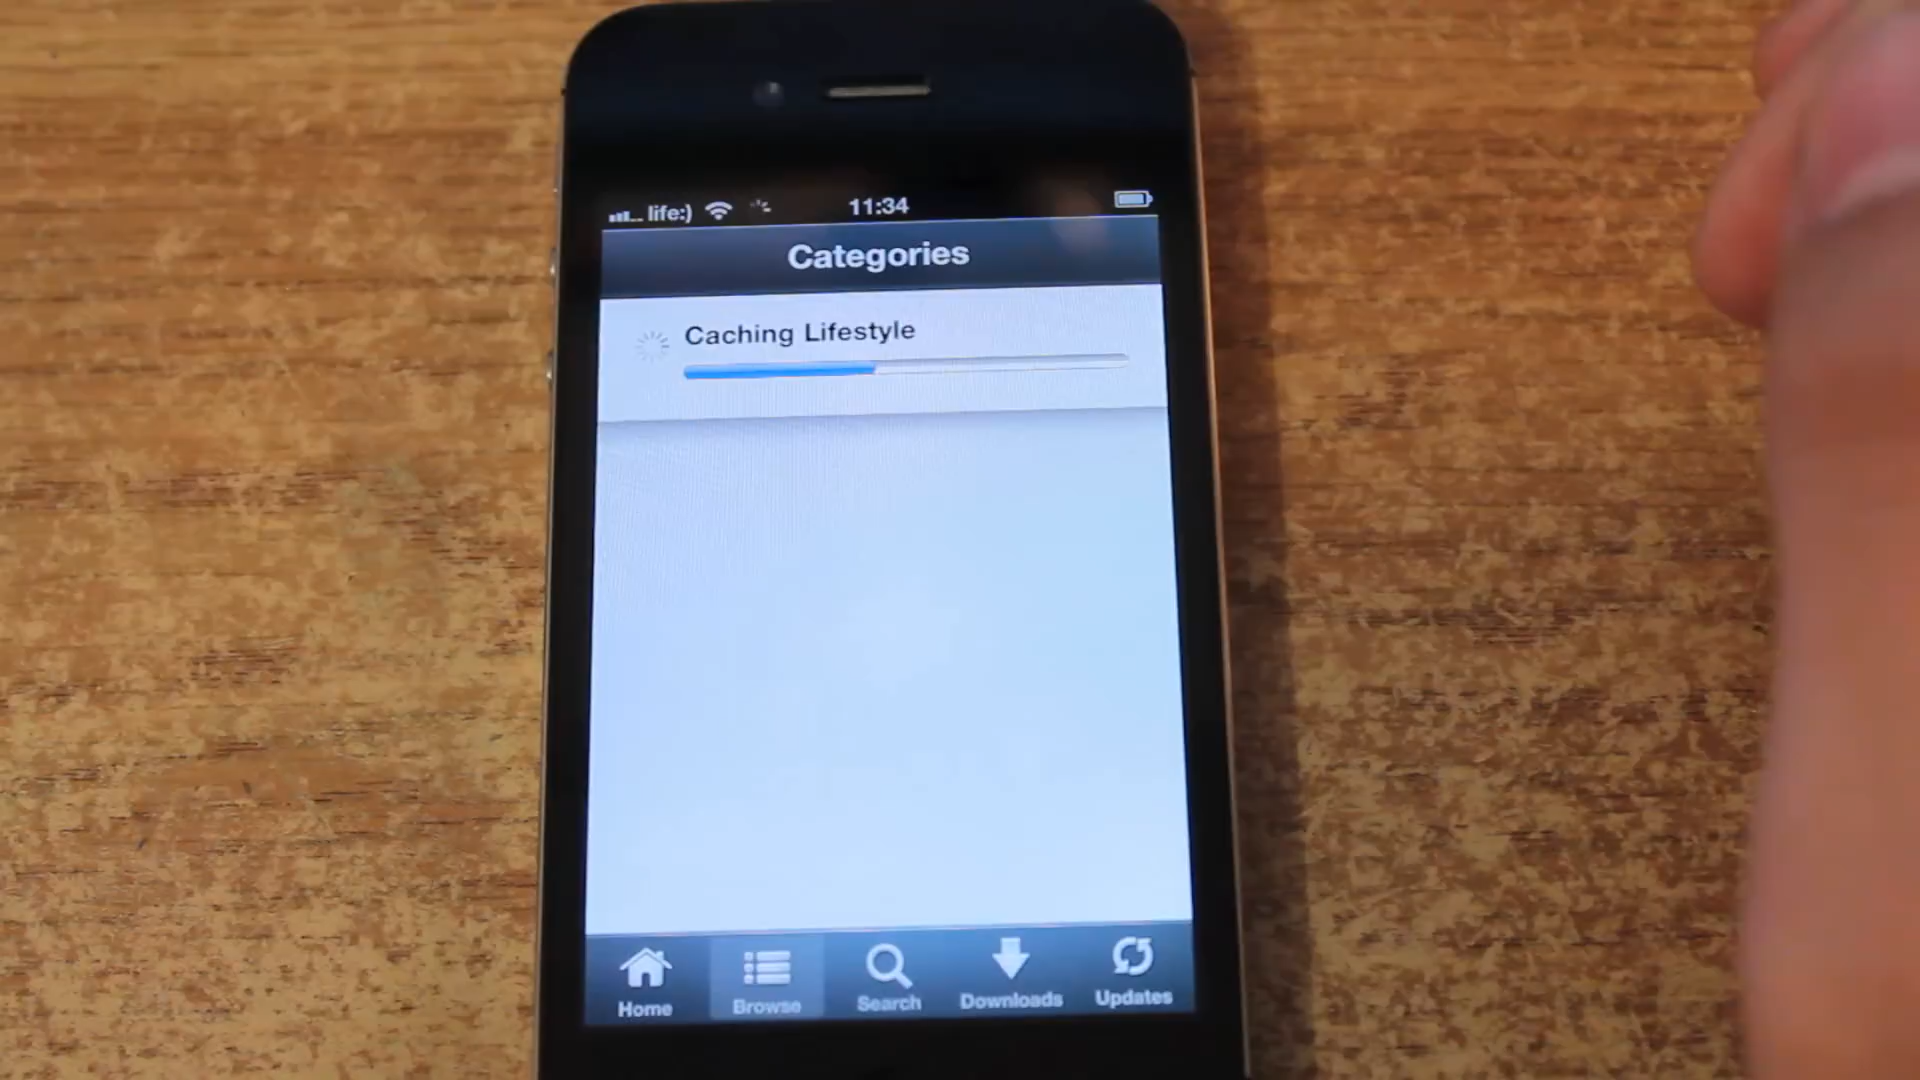 life:) 11:34
Categories
Caching Lifestyle
Home Browse Search Downloads Updates